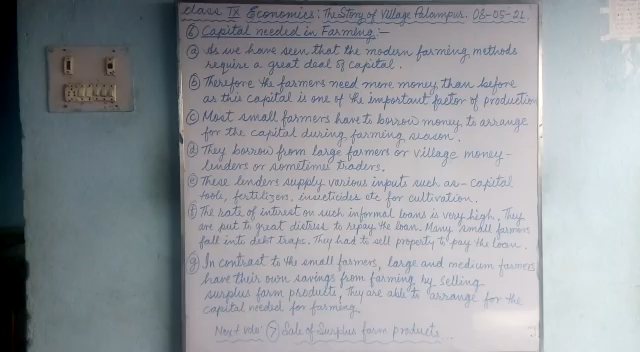 Class IX Economics: The Story of Village Palampur. 08-05-21.
⑥ Capital needed in Farming:-
ⓐ As we have seen that the modern farming methods
require a great deal of capital.
ⓑ Therefore the farmers need more money than before
as this capital is one of the important factor of production
ⓒ Most small farmers have to borrow money to arrange
for the capital during farming season.
ⓓ They borrow from large farmers or village money-
lenders or sometimes traders.
ⓔ These lenders supply various inputs such as- capital
tools, fertilizers, insecticides etc for cultivation.
ⓕ The rate of interest on such informal loans is very high. They
are put to great distress to repay the loan. Many small farmers
fall into debt traps. They had to sell property to pay the loan.
ⓖ In contrast to the small farmers, large and medium farmers
have their own savings from farming by selling
surplus farm products, They are able to arrange for the
capital needed for farming.
Next vdo: ⑦ Sale of Surplus farm products